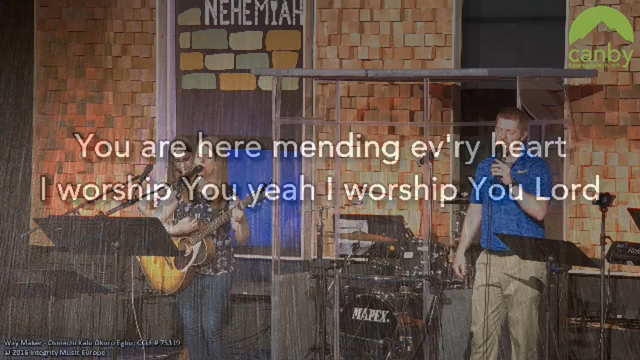 NEHEMIAH
canby
You are here mending ev'ry heart
I worship You yeah I worship You Lord
MAPEX
Way Maker - Osinachi Kalu Okoro Egbu; CCLI # 75319
© 2016 Integrity Music Europe